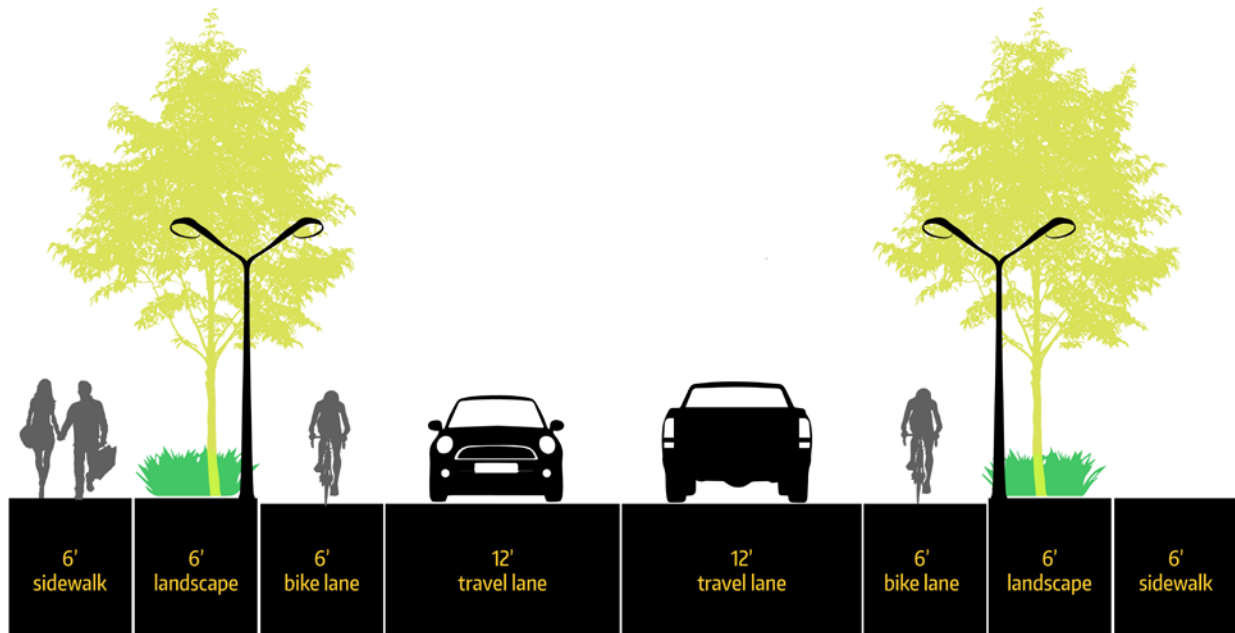 6’
sidewalk
6’
landscape
6’
bike lane
12’
travel lane
12’
travel lane
6’
bike lane
6’
landscape
6’
sidewalk